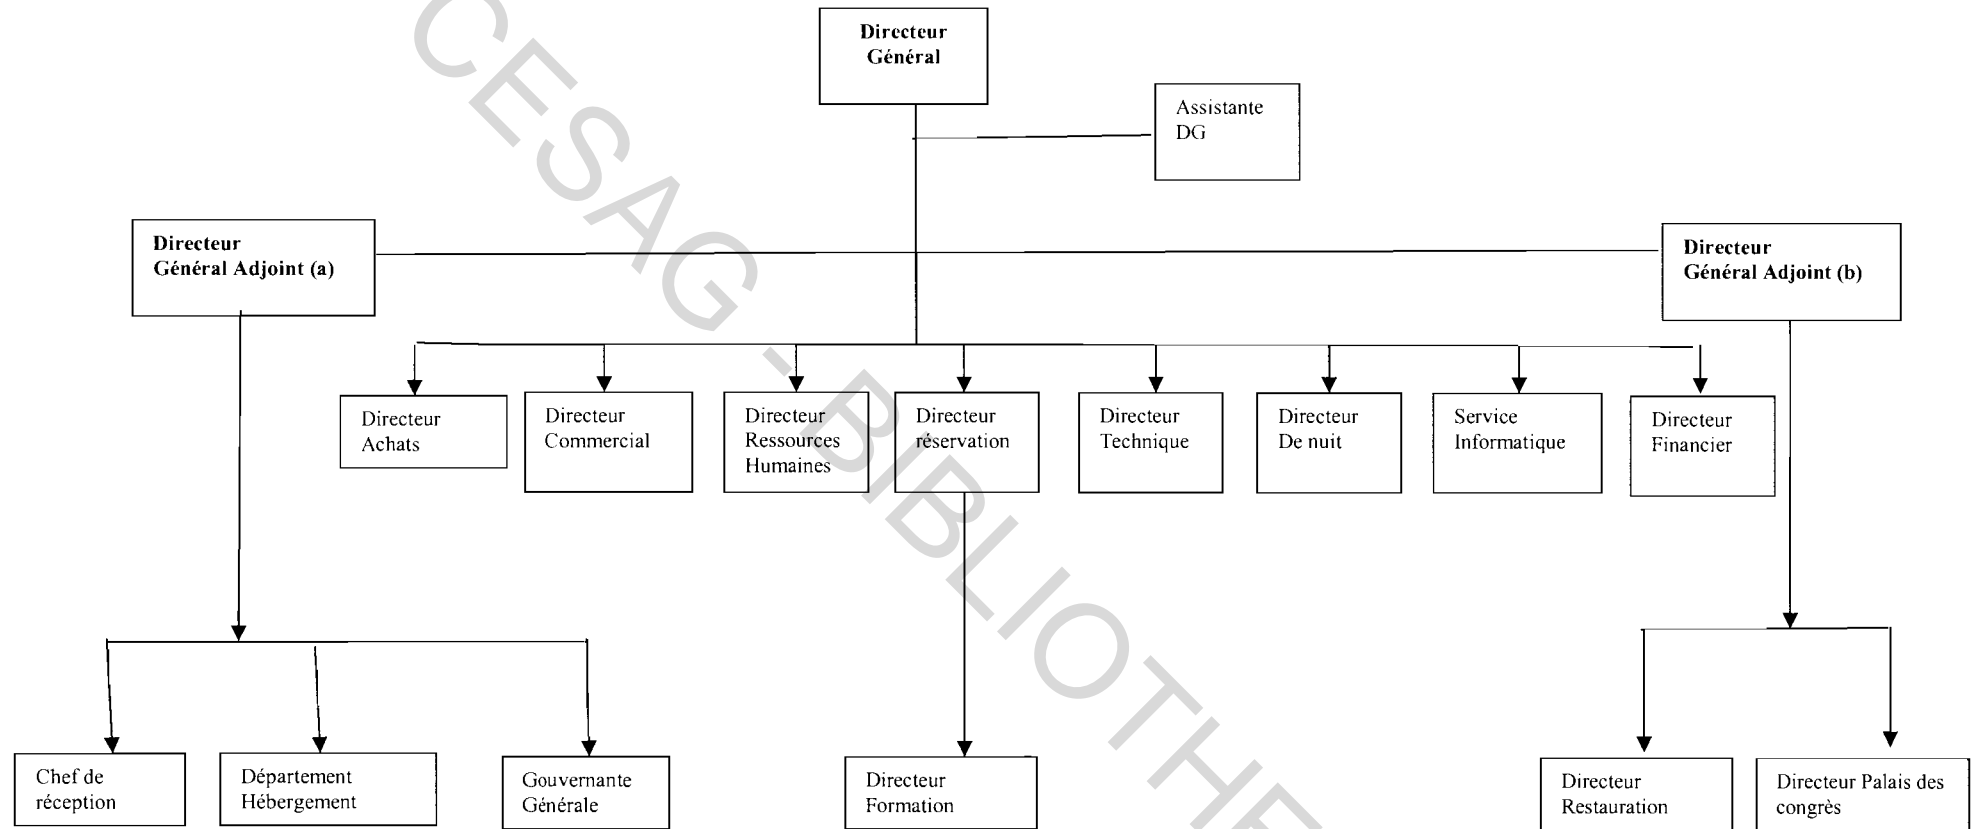 Directeur
Général
Assistante
DG
Directeur
Général Adjoint (a)
Directeur
Général Adjoint (b)
Directeur
Achats
Directeur
Commercial
Directeur
Ressources
Humaines
Directeur
réservation
Directeur
Technique
Directeur
De nuit
Service
Informatique
Directeur
Financier
Chef de
réception
Département
Hébergement
Gouvernante
Générale
Directeur
Formation
Directeur
Restauration
Directeur Palais des
congrès
CESAG - BIBLIOTHE